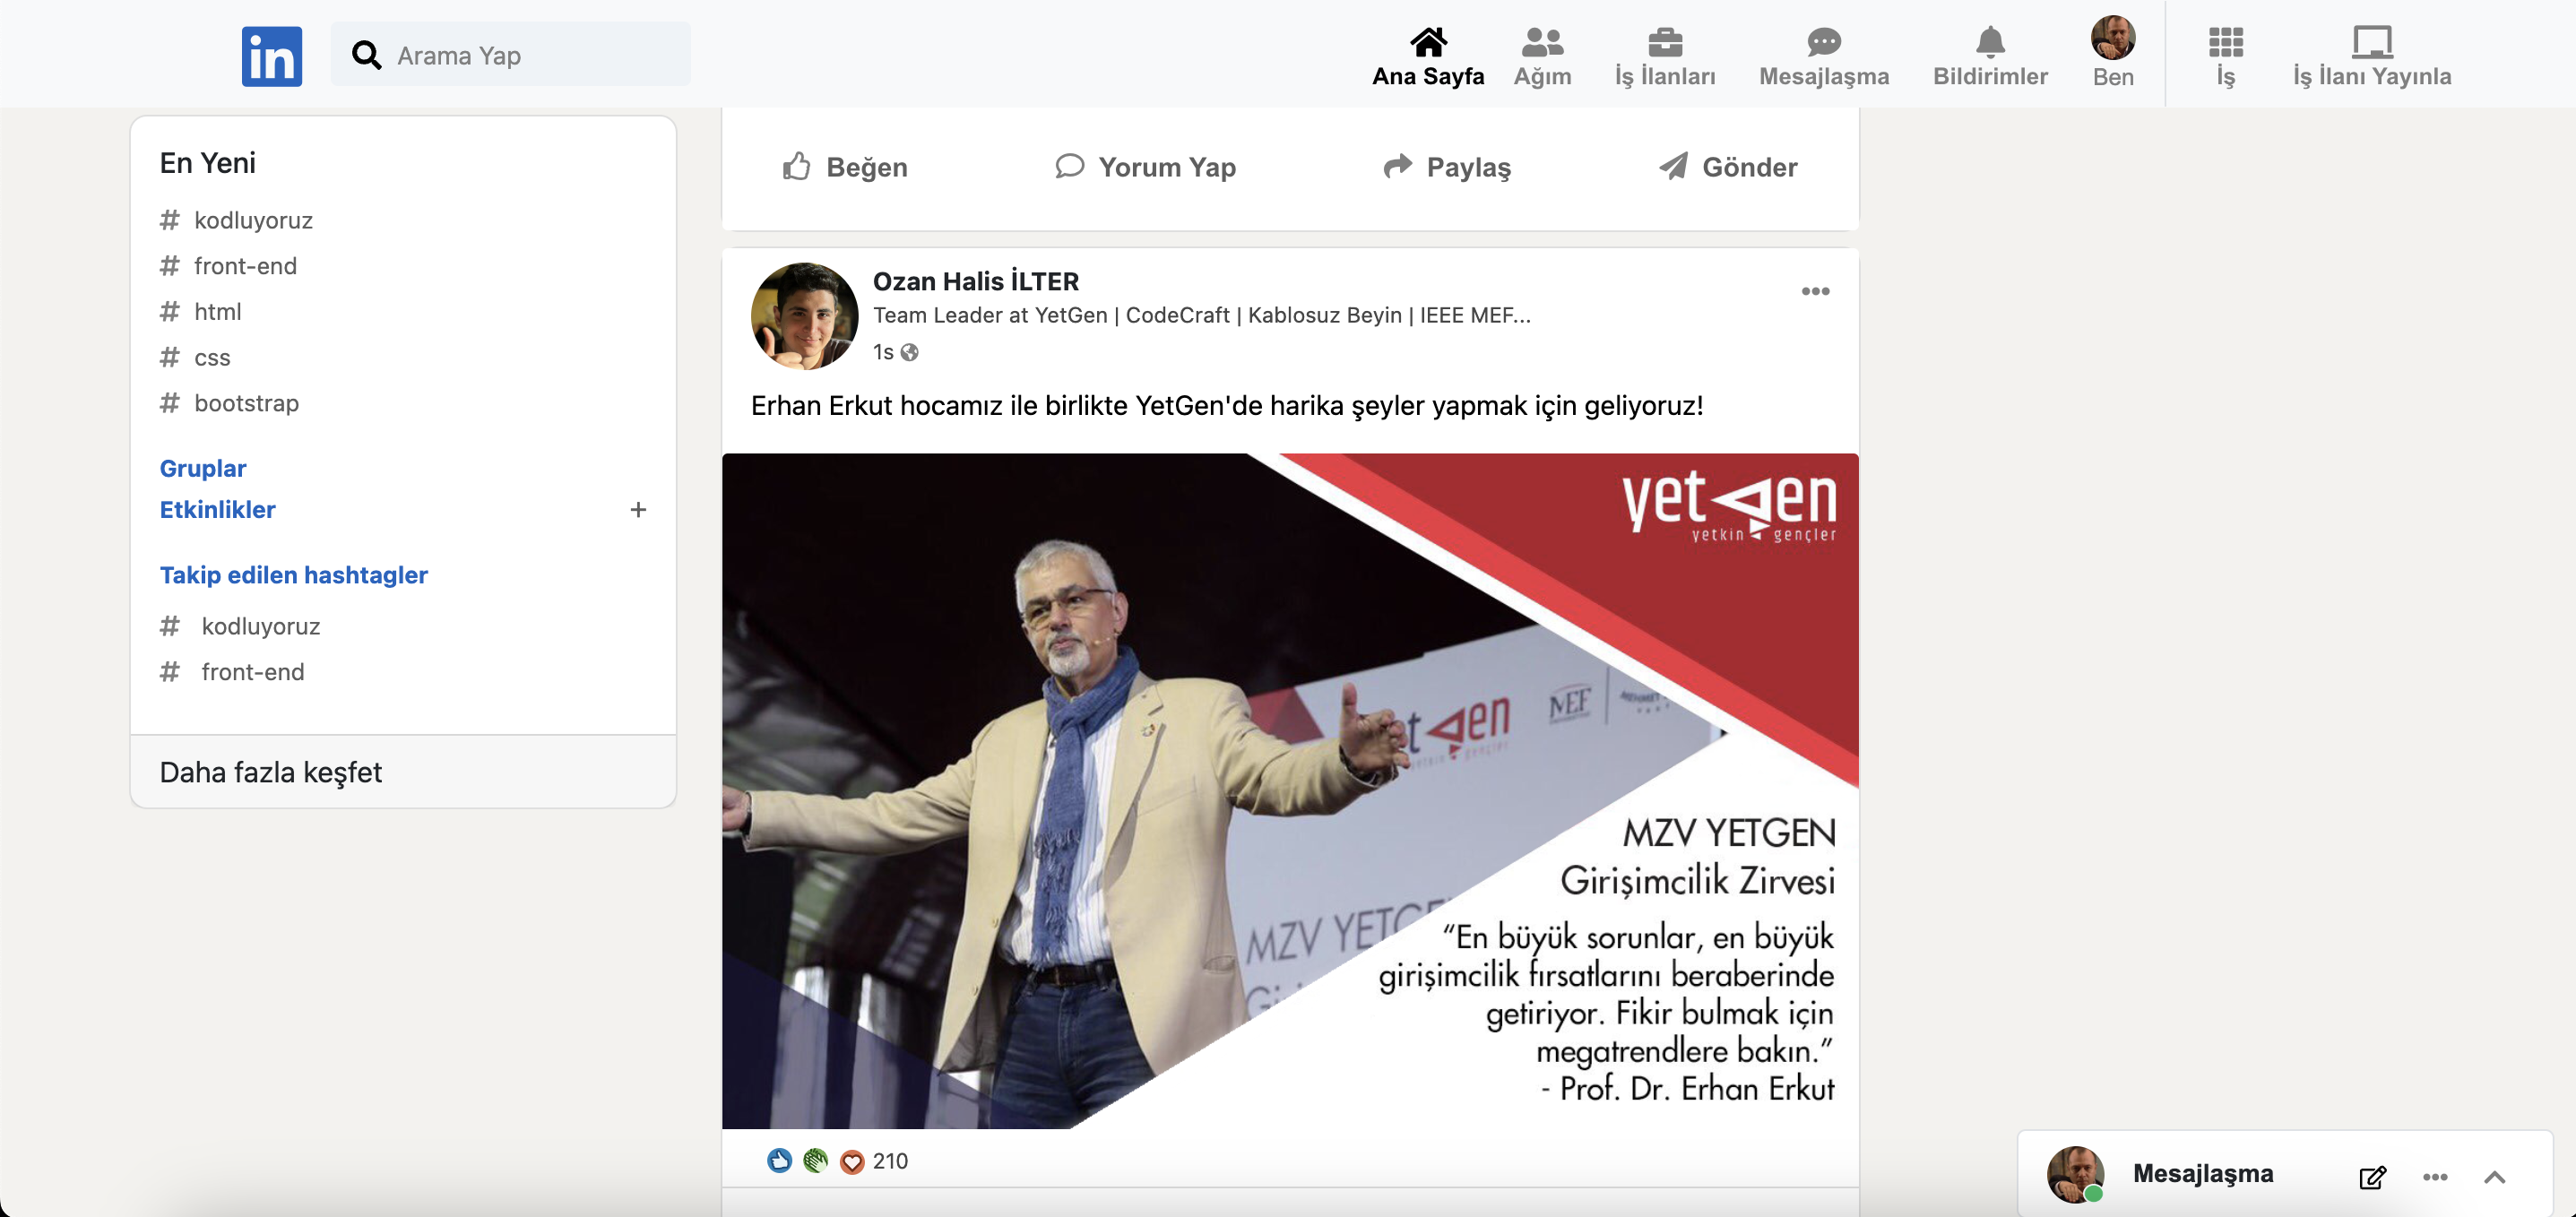 in
Arama Yap
Ana Sayfa
Ağım
İş İlanları
Mesajlaşma
Bildirimler
Ben
İş
İş İlanı Yayınla
En Yeni
# kodluyoruz
# front-end
# html
# css
# bootstrap
Gruplar
Etkinlikler +
Takip edilen hashtagler
# kodluyoruz
# front-end
Daha fazla keşfet
Beğen
Yorum Yap
Paylaş
Gönder
Ozan Halis İLTER
Team Leader at YetGen | CodeCraft | Kablosuz Beyin | IEEE MEF...
1s
Erhan Erkut hocamız ile birlikte YetGen'de harika şeyler yapmak için geliyoruz!
yetgen
yetkin gençler
t gen
MEF
MZV YETGE
MZV YETGEN
Girişimcilik Zirvesi
“En büyük sorunlar, en büyük
girişimcilik fırsatlarını beraberinde
getiriyor. Fikir bulmak için
megatrendlere bakın.”
- Prof. Dr. Erhan Erkut
210
Mesajlaşma